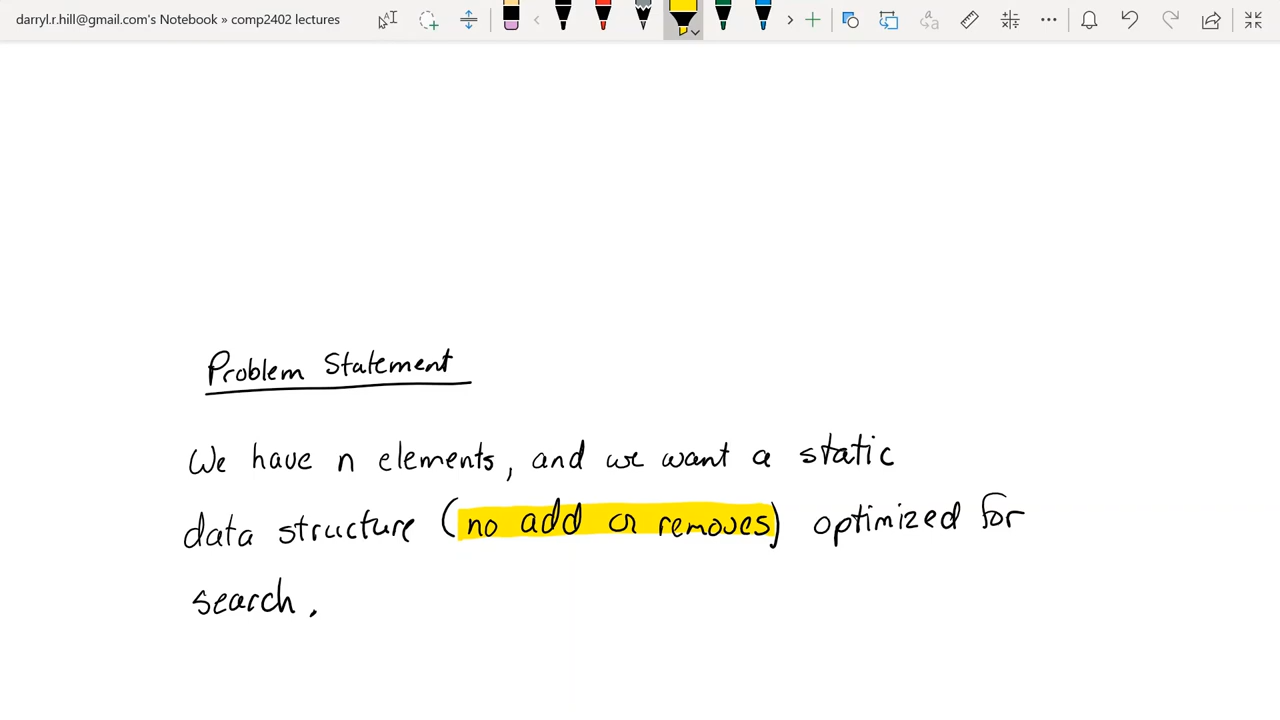 darryl.r.hill@gmail.com's Notebook » comp2402 lectures
Problem Statement
We have n elements, and we want a static
data structure (no add or removes) optimized for
search.